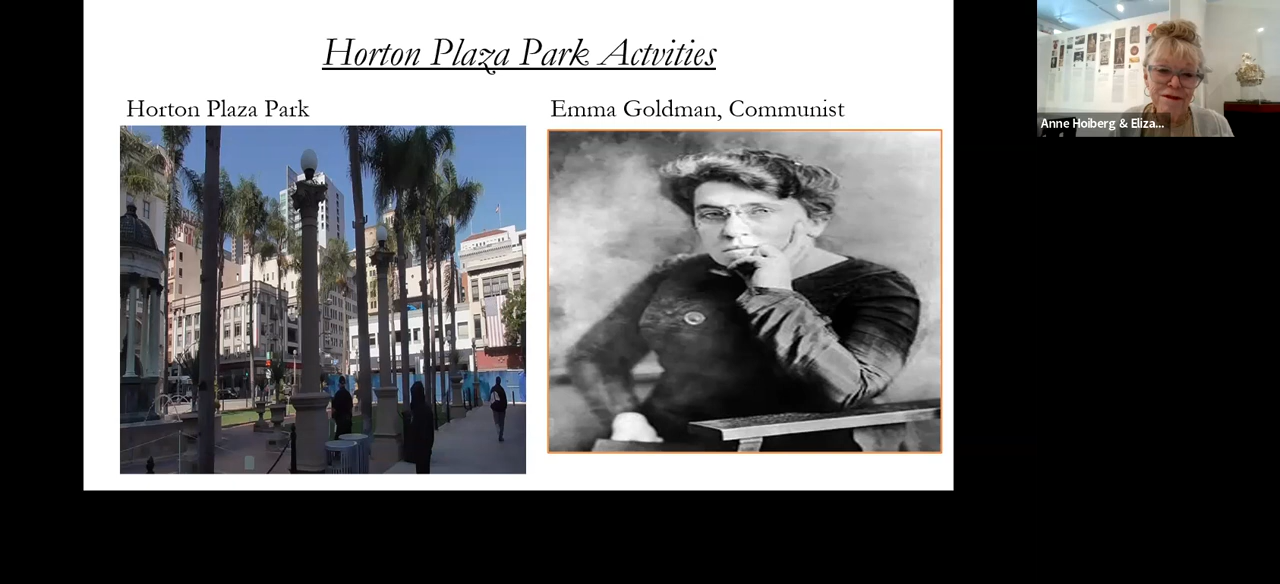 Horton Plaza Park Actvities
Horton Plaza Park
Emma Goldman, Communist
Anne Hoiberg & Eliza...